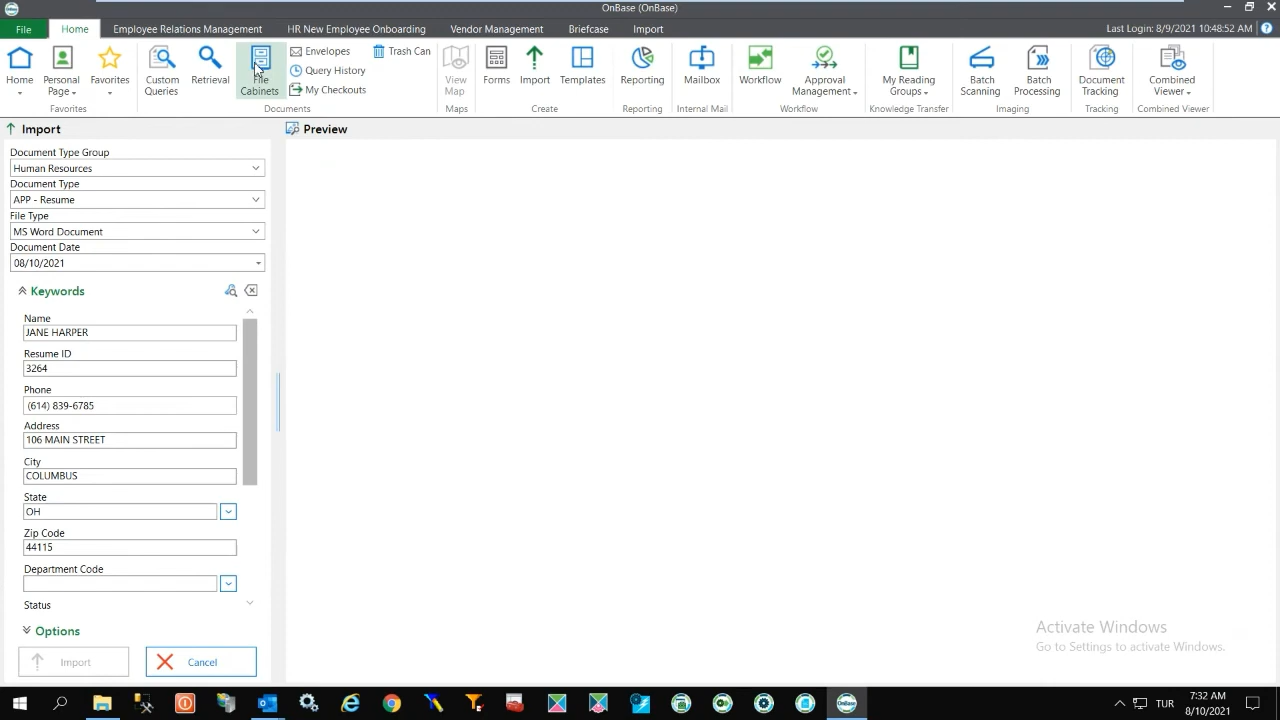 OnBase (OnBase)
File
Home
Employee Relations Management
HR New Employee Onboarding
Vendor Management
Briefcase
Import
Last Login: 8/9/2021 10:48:52 AM
Home
Personal
Page
Favorites
Favorites
Custom
Queries
Retrieval
File
Cabinets
Envelopes
Query History
My Checkouts
Trash Can
Documents
View
Map
Maps
Forms
Import
Templates
Create
Reporting
Reporting
Mailbox
Internal Mail
Workflow
Approval
Management
Workflow
My Reading
Groups
Knowledge Transfer
Batch
Scanning
Batch
Processing
Imaging
Document
Tracking
Tracking
Combined
Viewer
Combined Viewer
Import
Document Type Group
Human Resources
Document Type
APP - Resume
File Type
MS Word Document
Document Date
08/10/2021
Keywords
Name
JANE HARPER
Resume ID
3264
Phone
(614) 839-6785
Address
106 MAIN STREET
City
COLUMBUS
State
OH
Zip Code
44115
Department Code
Status
Options
Import
Cancel
Preview
Activate Windows
Go to Settings to activate Windows.
TUR
7:32 AM
8/10/2021